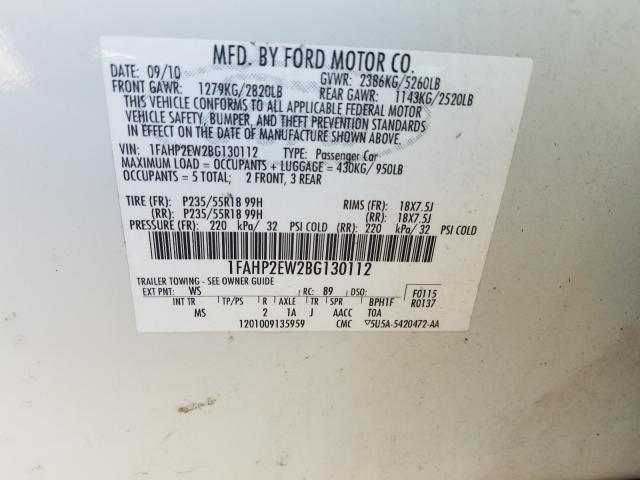 MFD. BY FORD MOTOR CO.
DATE: 09/10 GVWR: 2386KG/5260LB
FRONT GAWR: 1279KG/2820LB REAR GAWR: 1143KG/2520LB
THIS VEHICLE CONFORMS TO ALL APPLICABLE FEDERAL MOTOR
VEHICLE SAFETY, BUMPER, AND THEFT PREVENTION STANDARDS
IN EFFECT ON THE DATE OF MANUFACTURE SHOWN ABOVE.
VIN: 1FAHP2EW2BG130112 TYPE: Passenger Car
MAXIMUM LOAD = OCCUPANTS + LUGGAGE = 430KG/ 950LB
OCCUPANTS = 5 TOTAL; 2 FRONT, 3 REAR
TIRE (FR): P235/55R18 99H RIMS (FR): 18X7.5J
(RR): P235/55R18 99H (RR): 18X7.5J
PRESSURE (FR): 220 kPa/ 32 PSI COLD (RR): 220 kPa/ 32 PSI COLD
1FAHP2EW2BG130112
TRAILER TOWING - SEE OWNER GUIDE
EXT PNT: WS RC: 89 DSO: F0115
INT TR TP/PS R AXLE TR SPR BPH1F R0137
MS 2 1A J AACC T0A
1201009135959 CMC ▽5U5A-5420472-AA